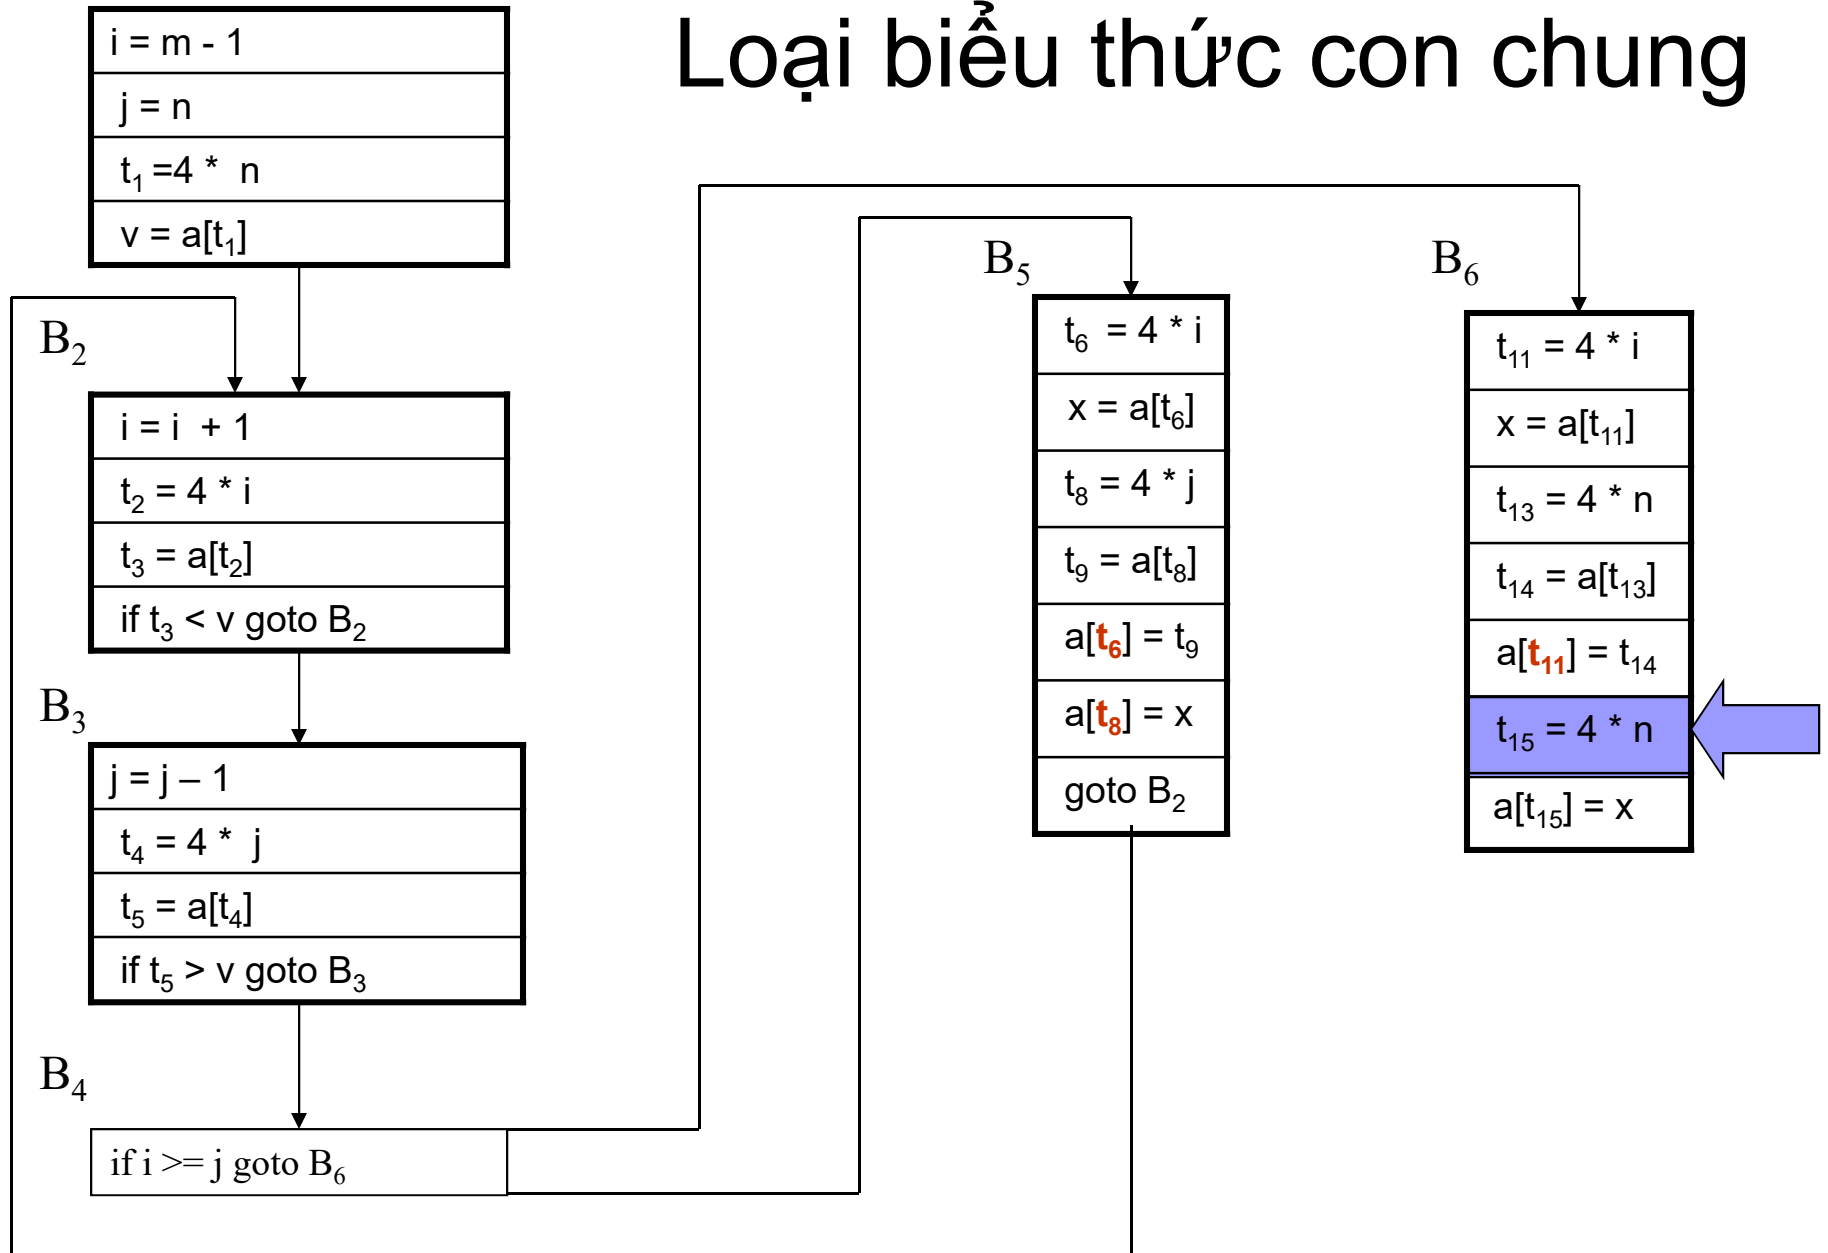 Loại biểu thức con chung
i = m - 1
j = n
t₁ =4 * n
v = a[t₁]
B₂
i = i + 1
t₂ = 4 * i
t₃ = a[t₂]
if t₃ < v goto B₂
B₃
j = j – 1
t₄ = 4 * j
t₅ = a[t₄]
if t₅ > v goto B₃
B₄
if i >= j goto B₆
B₅
t₆ = 4 * i
x = a[t₆]
t₈ = 4 * j
t₉ = a[t₈]
a[t₆] = t₉
a[t₈] = x
goto B₂
B₆
t₁₁ = 4 * i
x = a[t₁₁]
t₁₃ = 4 * n
t₁₄ = a[t₁₃]
a[t₁₁] = t₁₄
t₁₅ = 4 * n
a[t₁₅] = x